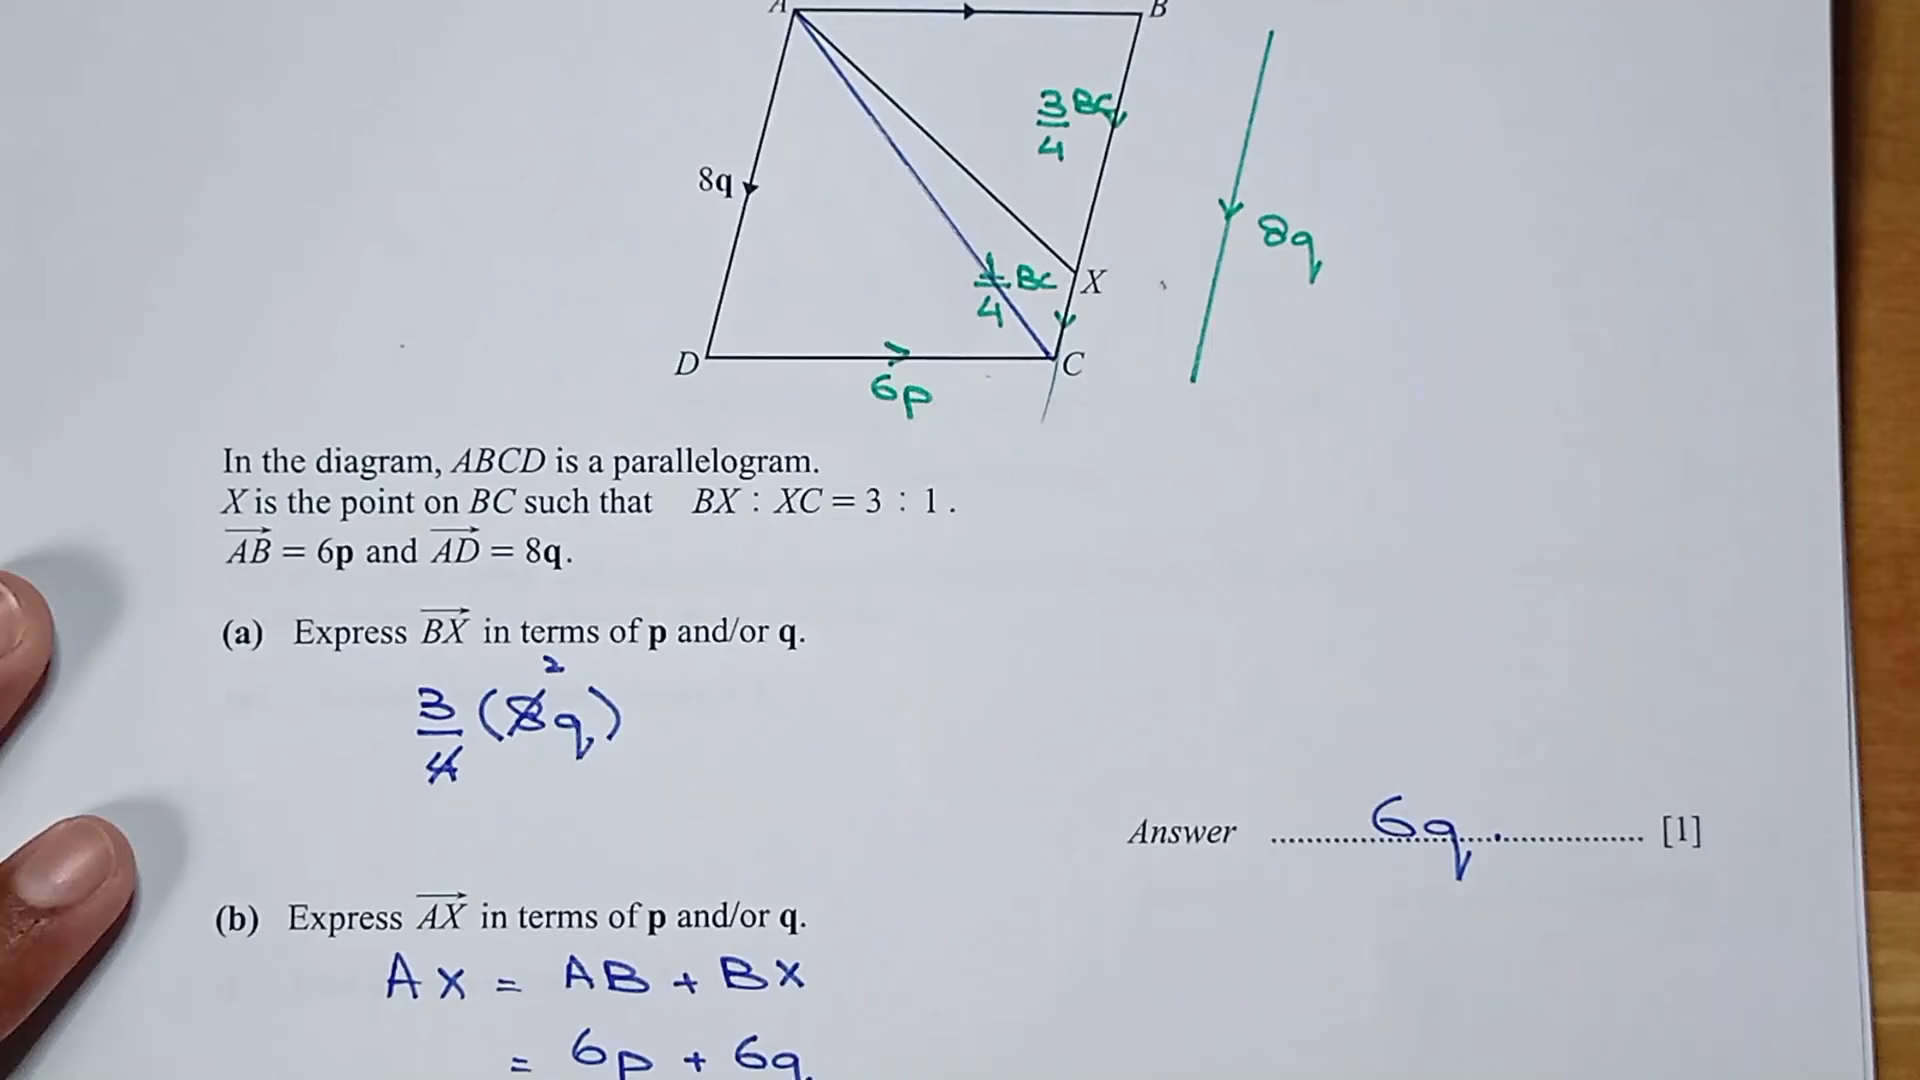 A B
3/4 BC
8q
8q
1/4 BC X
D C
6p
In the diagram, ABCD is a parallelogram.
X is the point on BC such that BX : XC = 3 : 1.
AB = 6p and AD = 8q.
(a) Express BX in terms of p and/or q.
2
3/4 (8q)
Answer ........ 6q ........ [1]
(b) Express AX in terms of p and/or q.
AX = AB + BX
= 6p + 6q